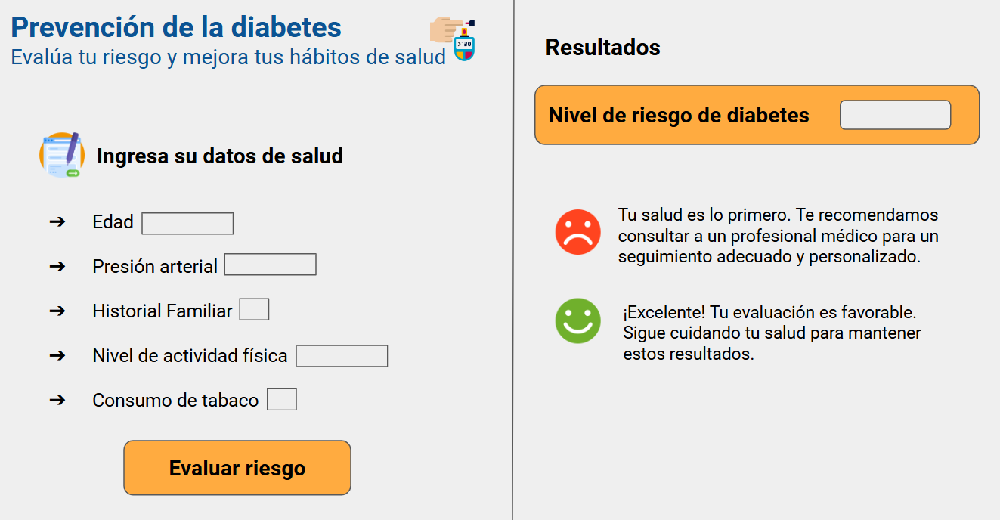 Prevención de la diabetes
Evalúa tu riesgo y mejora tus hábitos de salud
>130
Ingresa su datos de salud
➔ Edad
➔ Presión arterial
➔ Historial Familiar
➔ Nivel de actividad física
➔ Consumo de tabaco
Evaluar riesgo
Resultados
Nivel de riesgo de diabetes
Tu salud es lo primero. Te recomendamos
consultar a un profesional médico para un
seguimiento adecuado y personalizado.
¡Excelente! Tu evaluación es favorable.
Sigue cuidando tu salud para mantener
estos resultados.